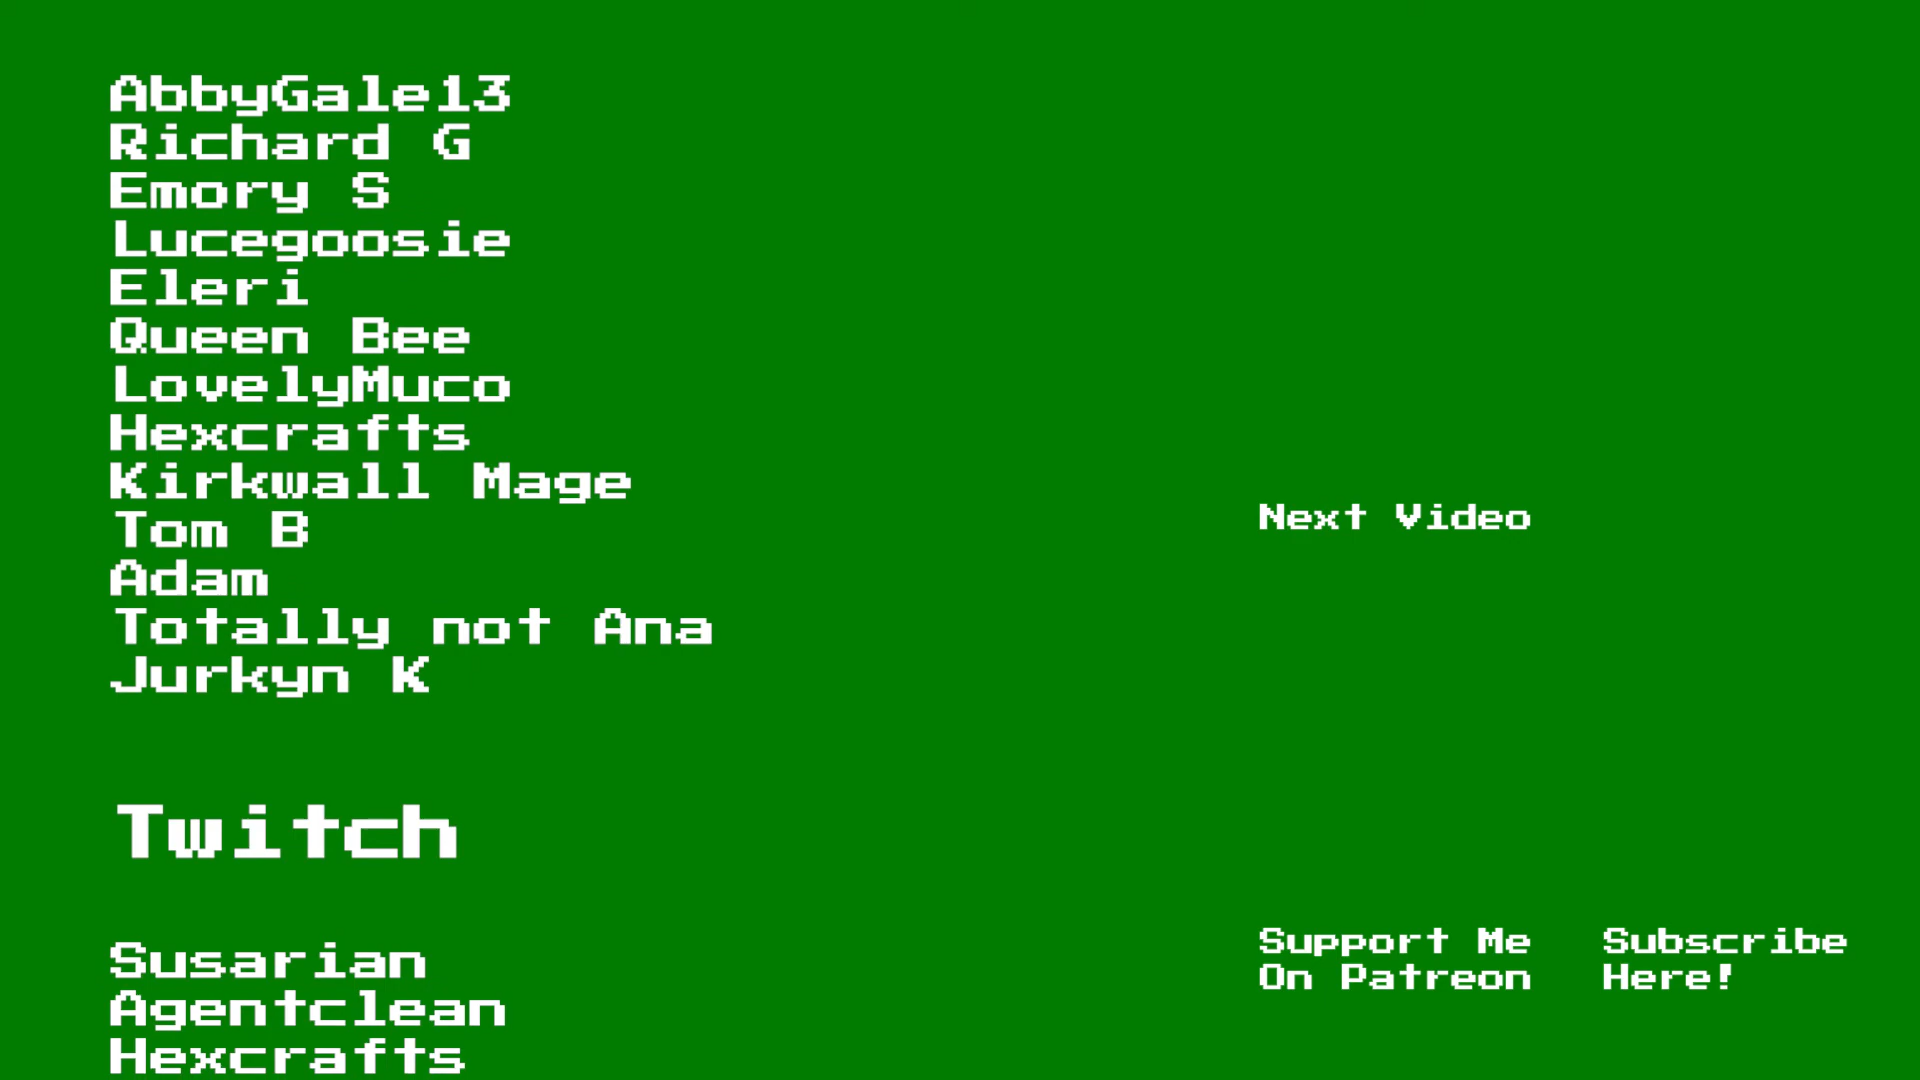 AbbyGale13
Richard G
Emory S
Lucegoosie
Eleri
Queen Bee
LovelyMuco
Hexcrafts
Kirkwall Mage
Tom B
Adam
Totally not Ana
Jurkyn K
Twitch
Susarian
Agentclean
Hexcrafts
Next Video
Support Me
On Patreon
Subscribe
Here!